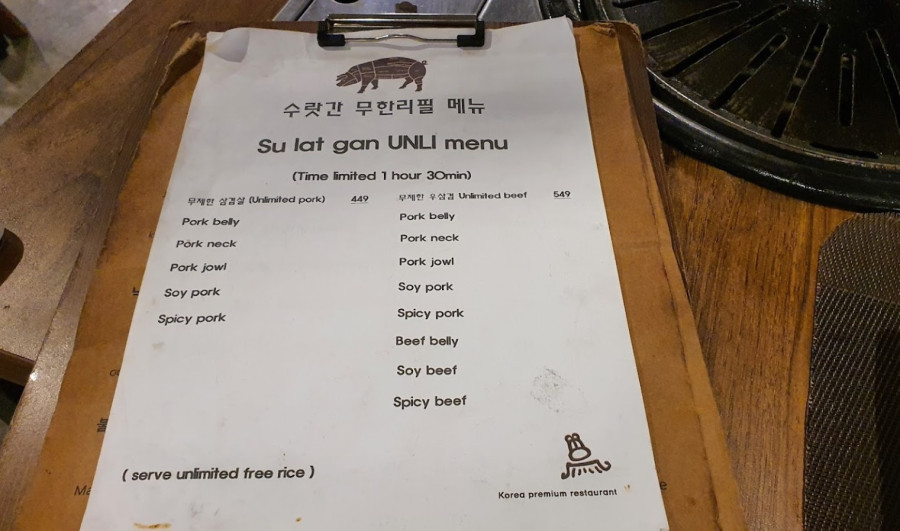 수랏간 무한리필 메뉴
Su lat gan UNLI menu
(Time limited 1 hour 30min)
무제한 삼겹살 (Unlimited pork) 449
Pork belly
Pork neck
Pork jowl
Soy pork
Spicy pork
무제한 우삼겹 Unlimited beef 549
Pork belly
Pork neck
Pork jowl
Soy pork
Spicy pork
Beef belly
Soy beef
Spicy beef
( serve unlimited free rice )
Korea premium restaurant